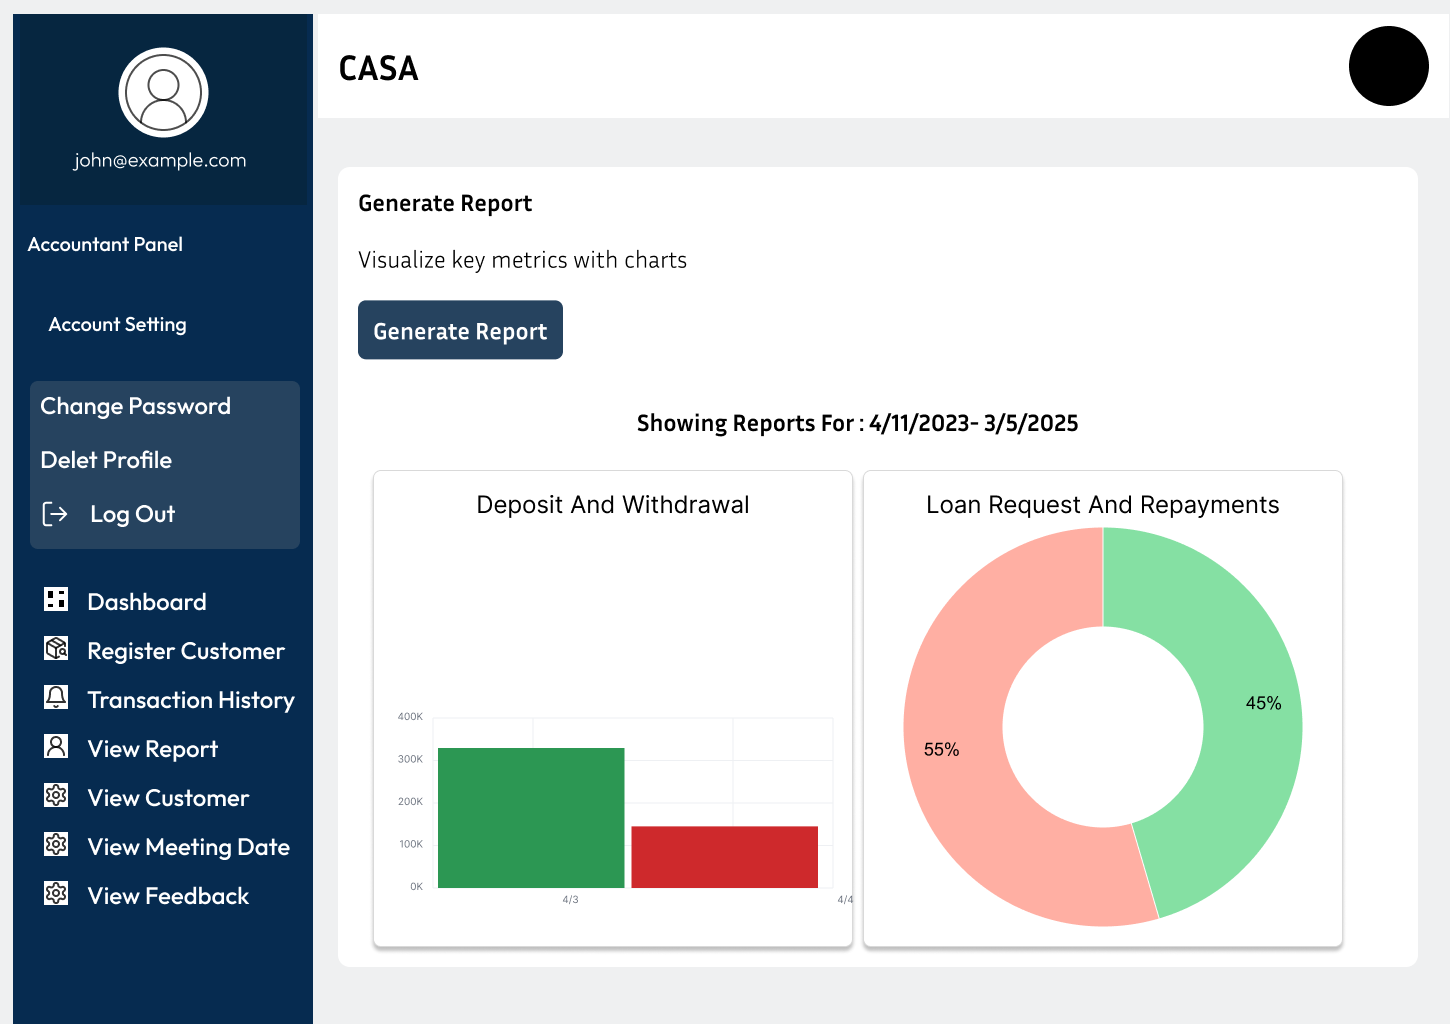 john@example.com
Accountant Panel
Account Setting
Change Password
Delet Profile
Log Out
Dashboard
Register Customer
Transaction History
View Report
View Customer
View Meeting Date
View Feedback
CASA
Generate Report
Visualize key metrics with charts
Generate Report
Showing Reports For : 4/11/2023- 3/5/2025
Deposit And Withdrawal
400K
300K
200K
100K
0K
4/3
4/4
Loan Request And Repayments
45%
55%